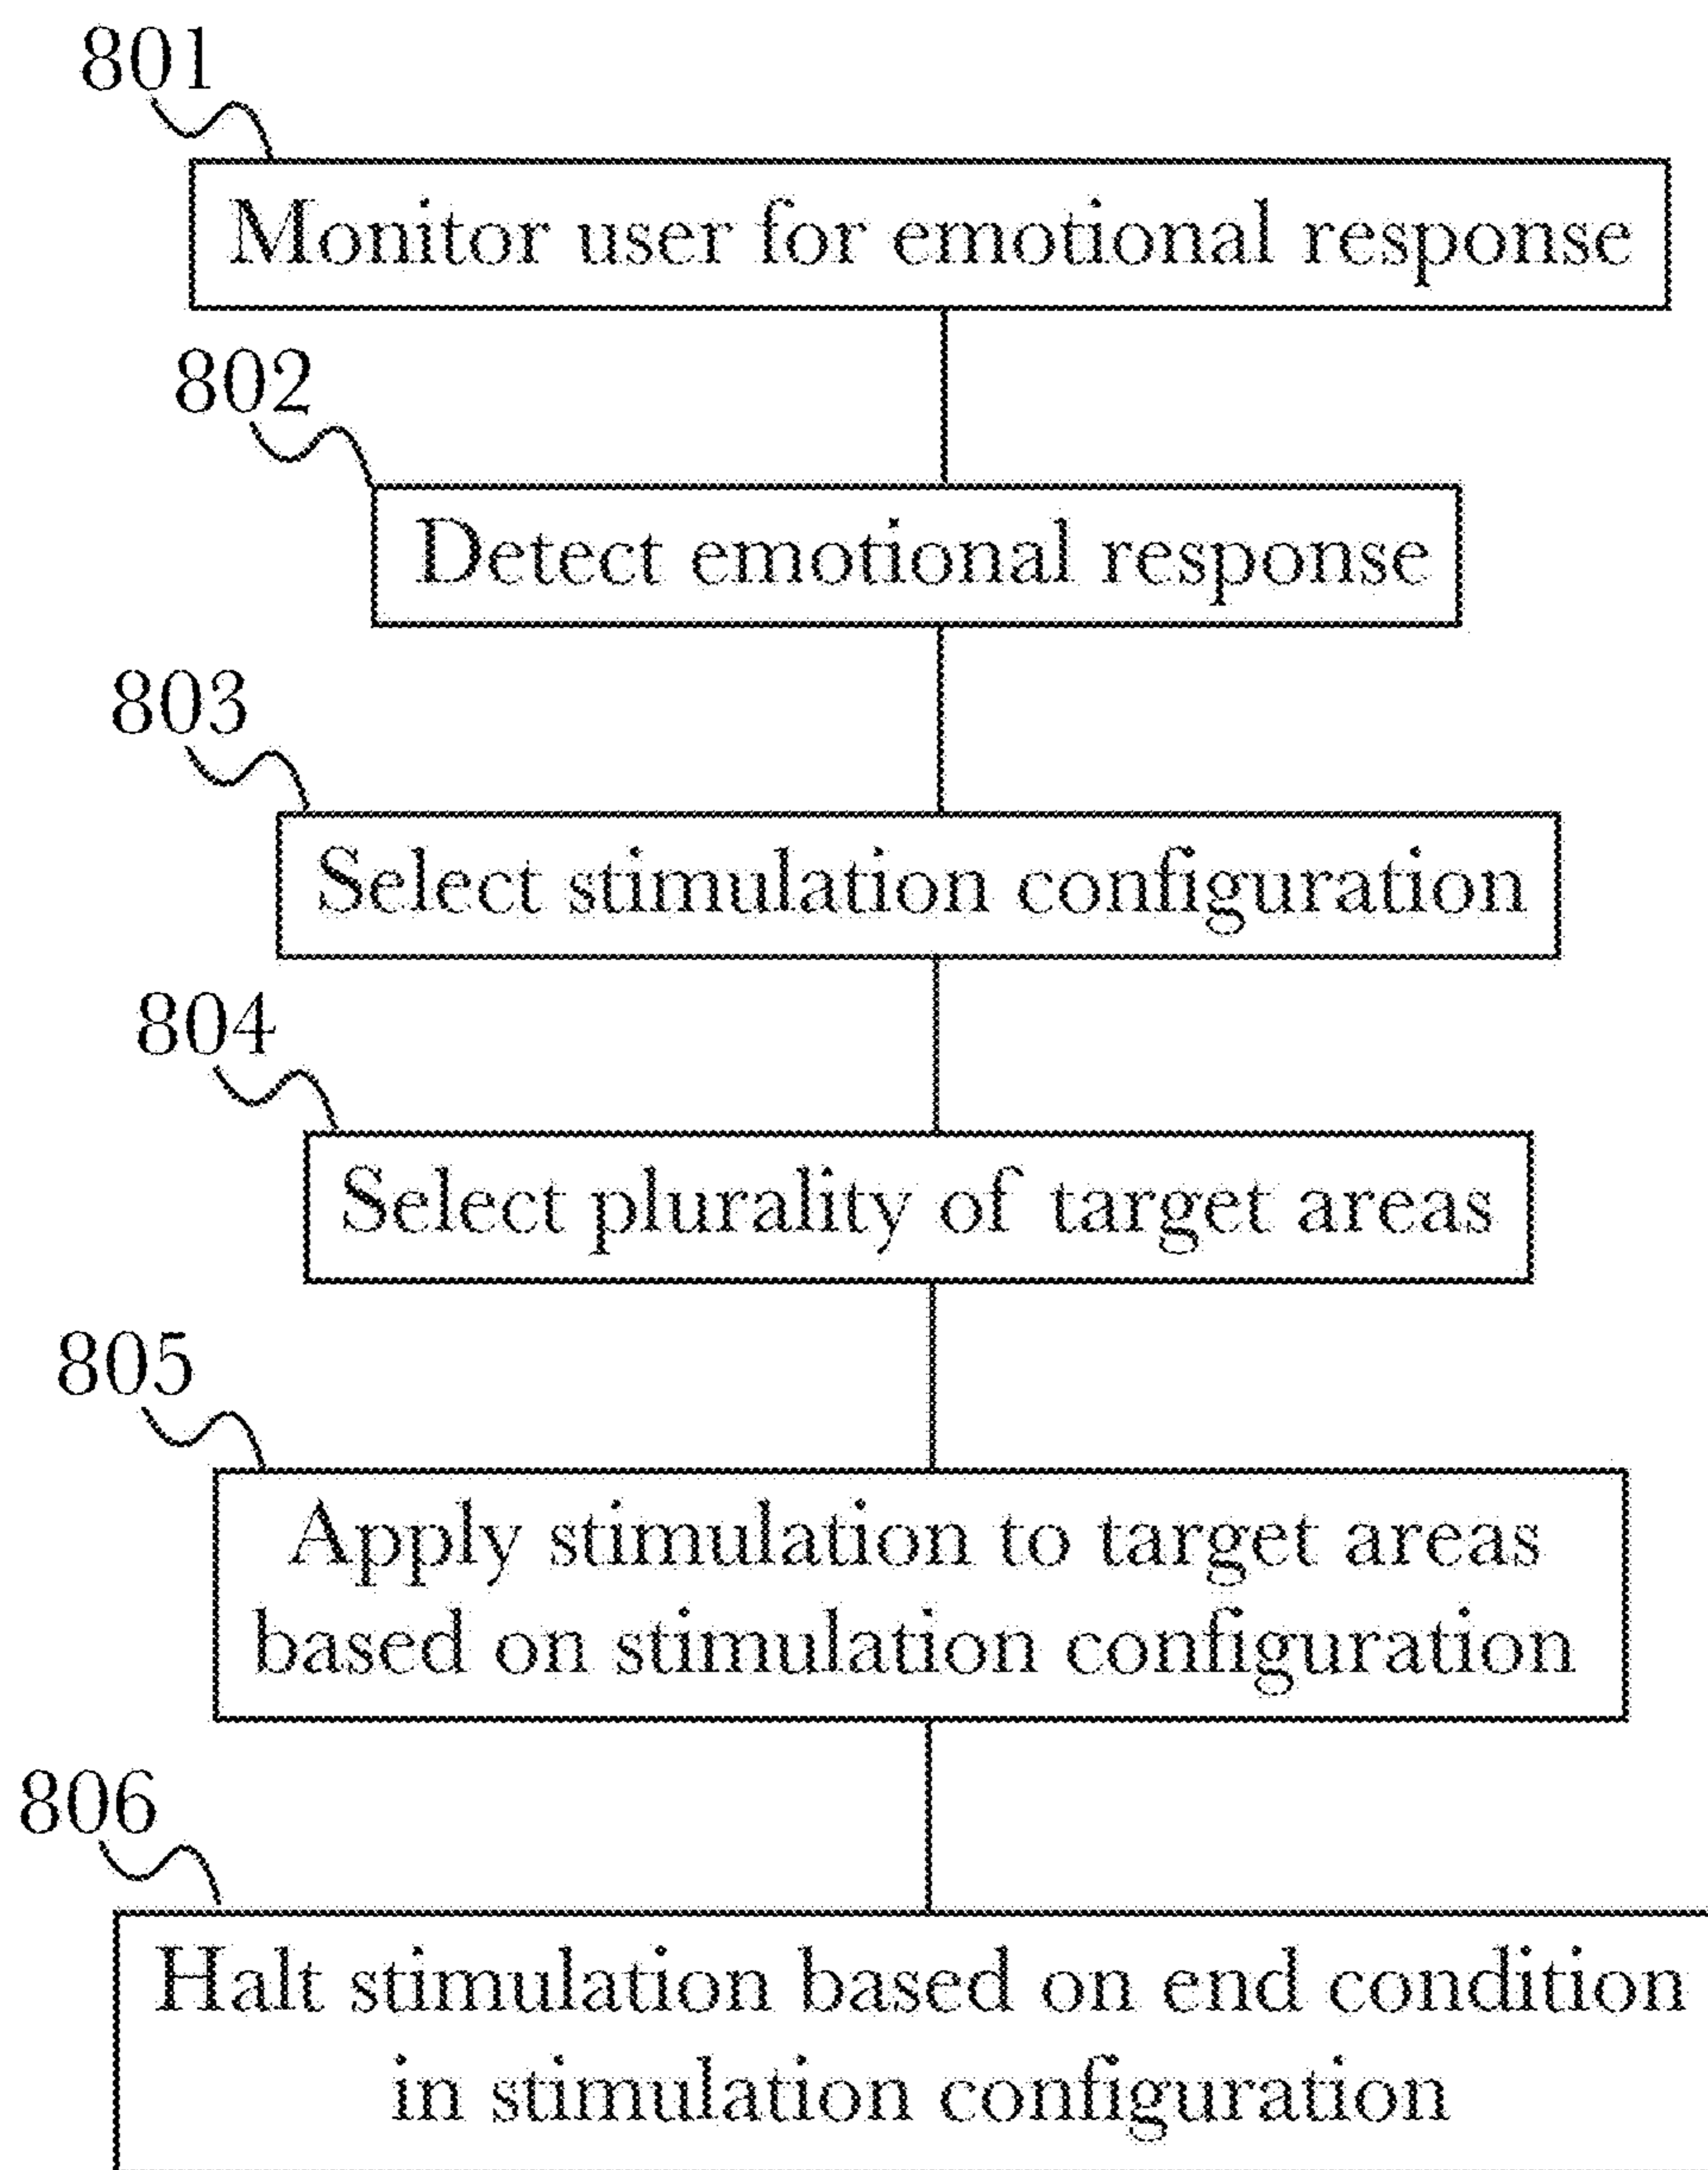 801
Monitor user for emotional response
802
Detect emotional response
803
Select stimulation configuration
804
Select plurality of target areas
805
Apply stimulation to target areas
based on stimulation configuration
806
Halt stimulation based on end condition
in stimulation configuration